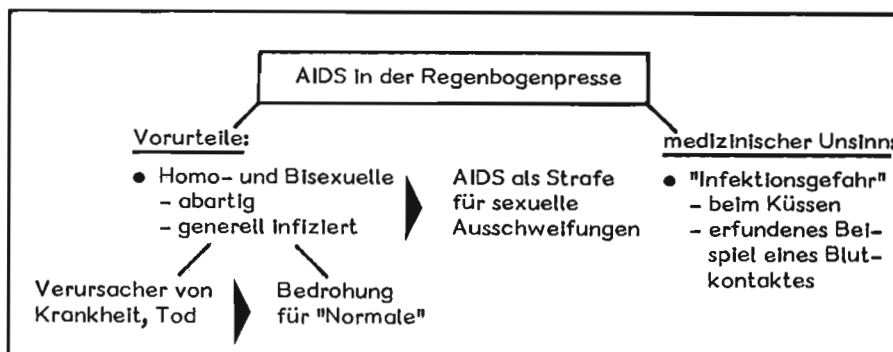 AIDS in der Regenbogenpresse
Vorurteile:
● Homo- und Bisexuelle
- abartig
- generell infiziert
AIDS als Strafe
für sexuelle
Ausschweifungen
Verursacher von
Krankheit, Tod
Bedrohung
für "Normale"
medizinischer Unsinn:
● "Infektionsgefahr"
- beim Küssen
- erfundenes Bei-
spiel eines Blut-
kontaktes